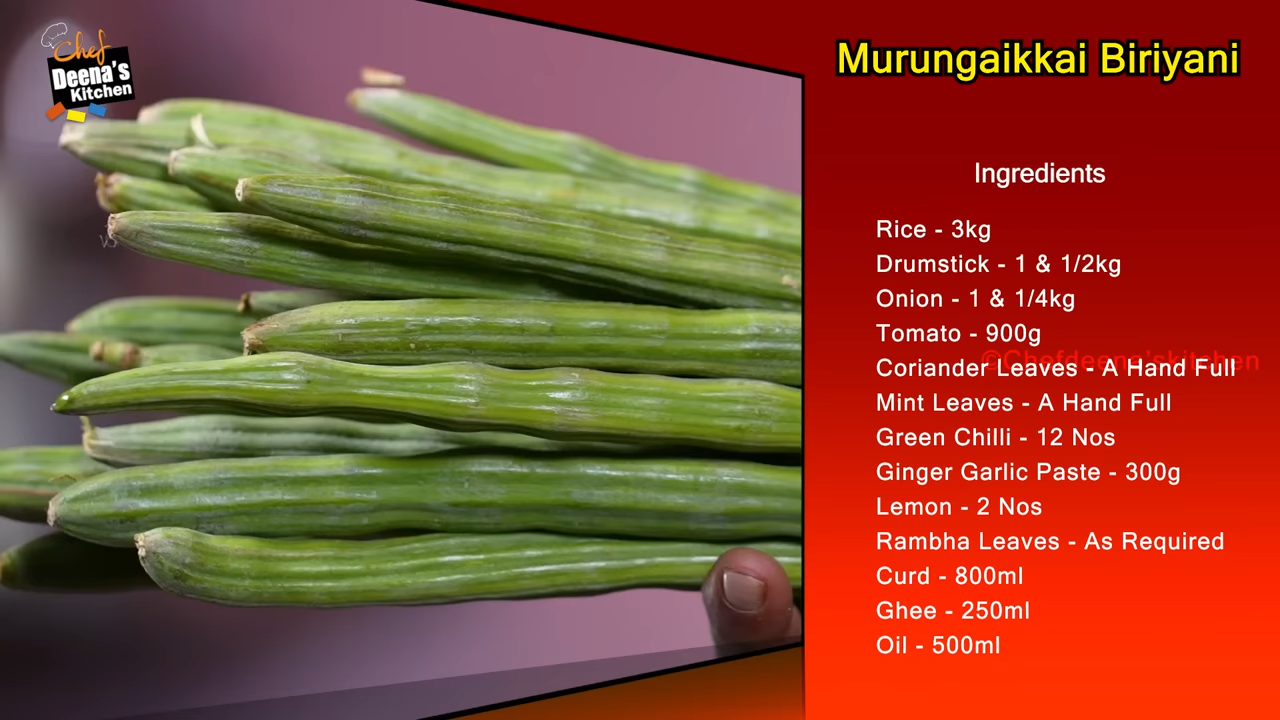 Chef
Deena's
Kitchen
Murungaikkai Biriyani
Ingredients
Rice - 3kg
Drumstick - 1 & 1/2kg
Onion - 1 & 1/4kg
Tomato - 900g
©Chefdeena'skitchen
Coriander Leaves - A Hand Full
Mint Leaves - A Hand Full
Green Chilli - 12 Nos
Ginger Garlic Paste - 300g
Lemon - 2 Nos
Rambha Leaves - As Required
Curd - 800ml
Ghee - 250ml
Oil - 500ml